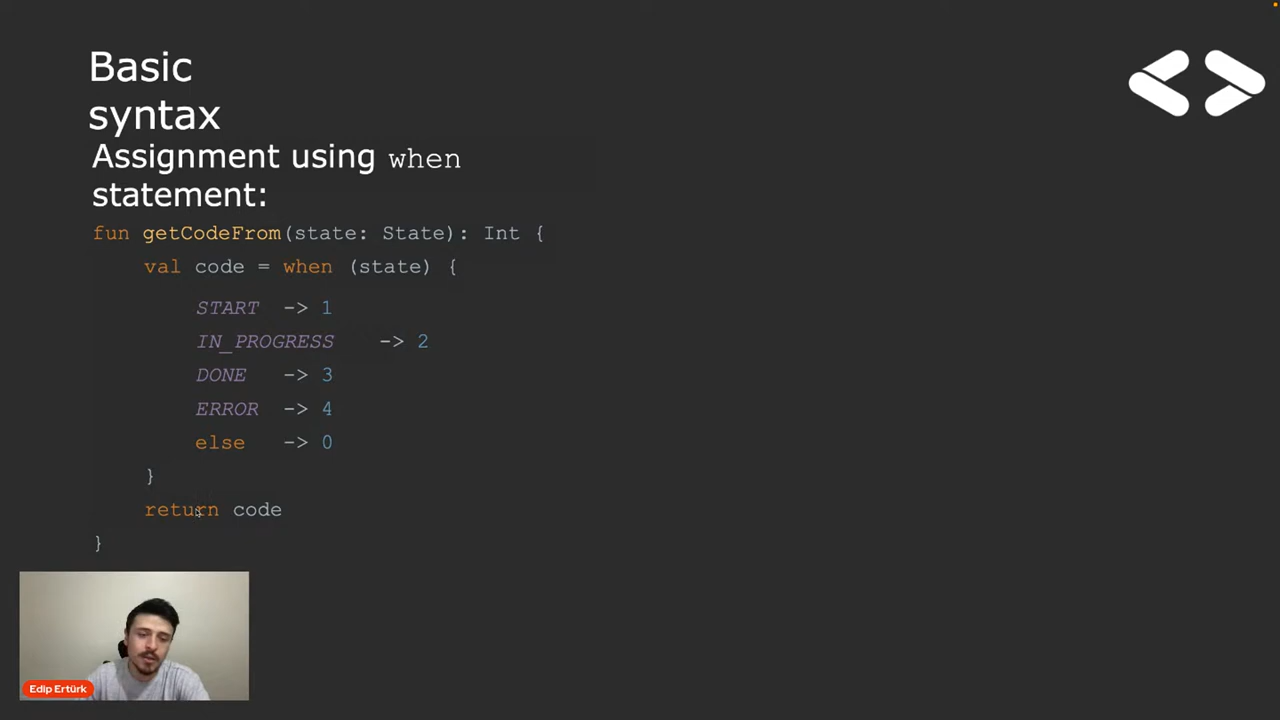 Basic
syntax
Assignment using when
statement:
fun getCodeFrom(state: State): Int {
val code = when (state) {
START -> 1
IN_PROGRESS -> 2
DONE -> 3
ERROR -> 4
else -> 0
}
return code
}
Edip Ertürk